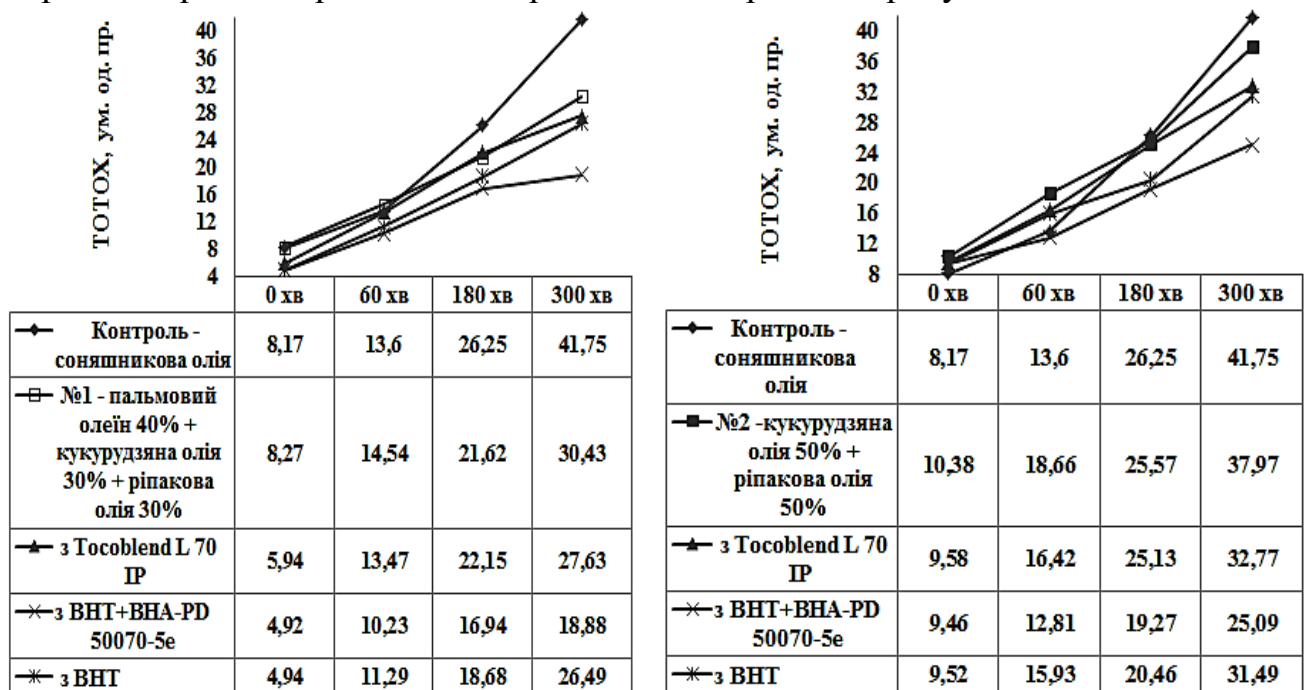 ТОТОХ, ум. од. пр.
40
36
32
28
24
20
16
12
8
4
0 хв 60 хв 180 хв 300 хв
Контроль -
соняшникова олія
8,17 13,6 26,25 41,75
№1 - пальмовий
олеїн 40% +
кукурудзяна олія
30% + ріпакова
олія 30%
8,27 14,54 21,62 30,43
з Tocoblend L 70
IP
5,94 13,47 22,15 27,63
з BHT+BHA-PD
50070-5e
4,92 10,23 16,94 18,88
з BHT
4,94 11,29 18,68 26,49
ТОТОХ, ум. од. пр.
40
36
32
28
24
20
16
12
8
0 хв 60 хв 180 хв 300 хв
Контроль -
соняшникова
олія
8,17 13,6 26,25 41,75
№2 -кукурудзяна
олія 50% +
ріпакова олія
50%
10,38 18,66 25,57 37,97
з Tocoblend L 70
IP
9,58 16,42 25,13 32,77
з BHT+BHA-PD
50070-5e
9,46 12,81 19,27 25,09
з BHT
9,52 15,93 20,46 31,49